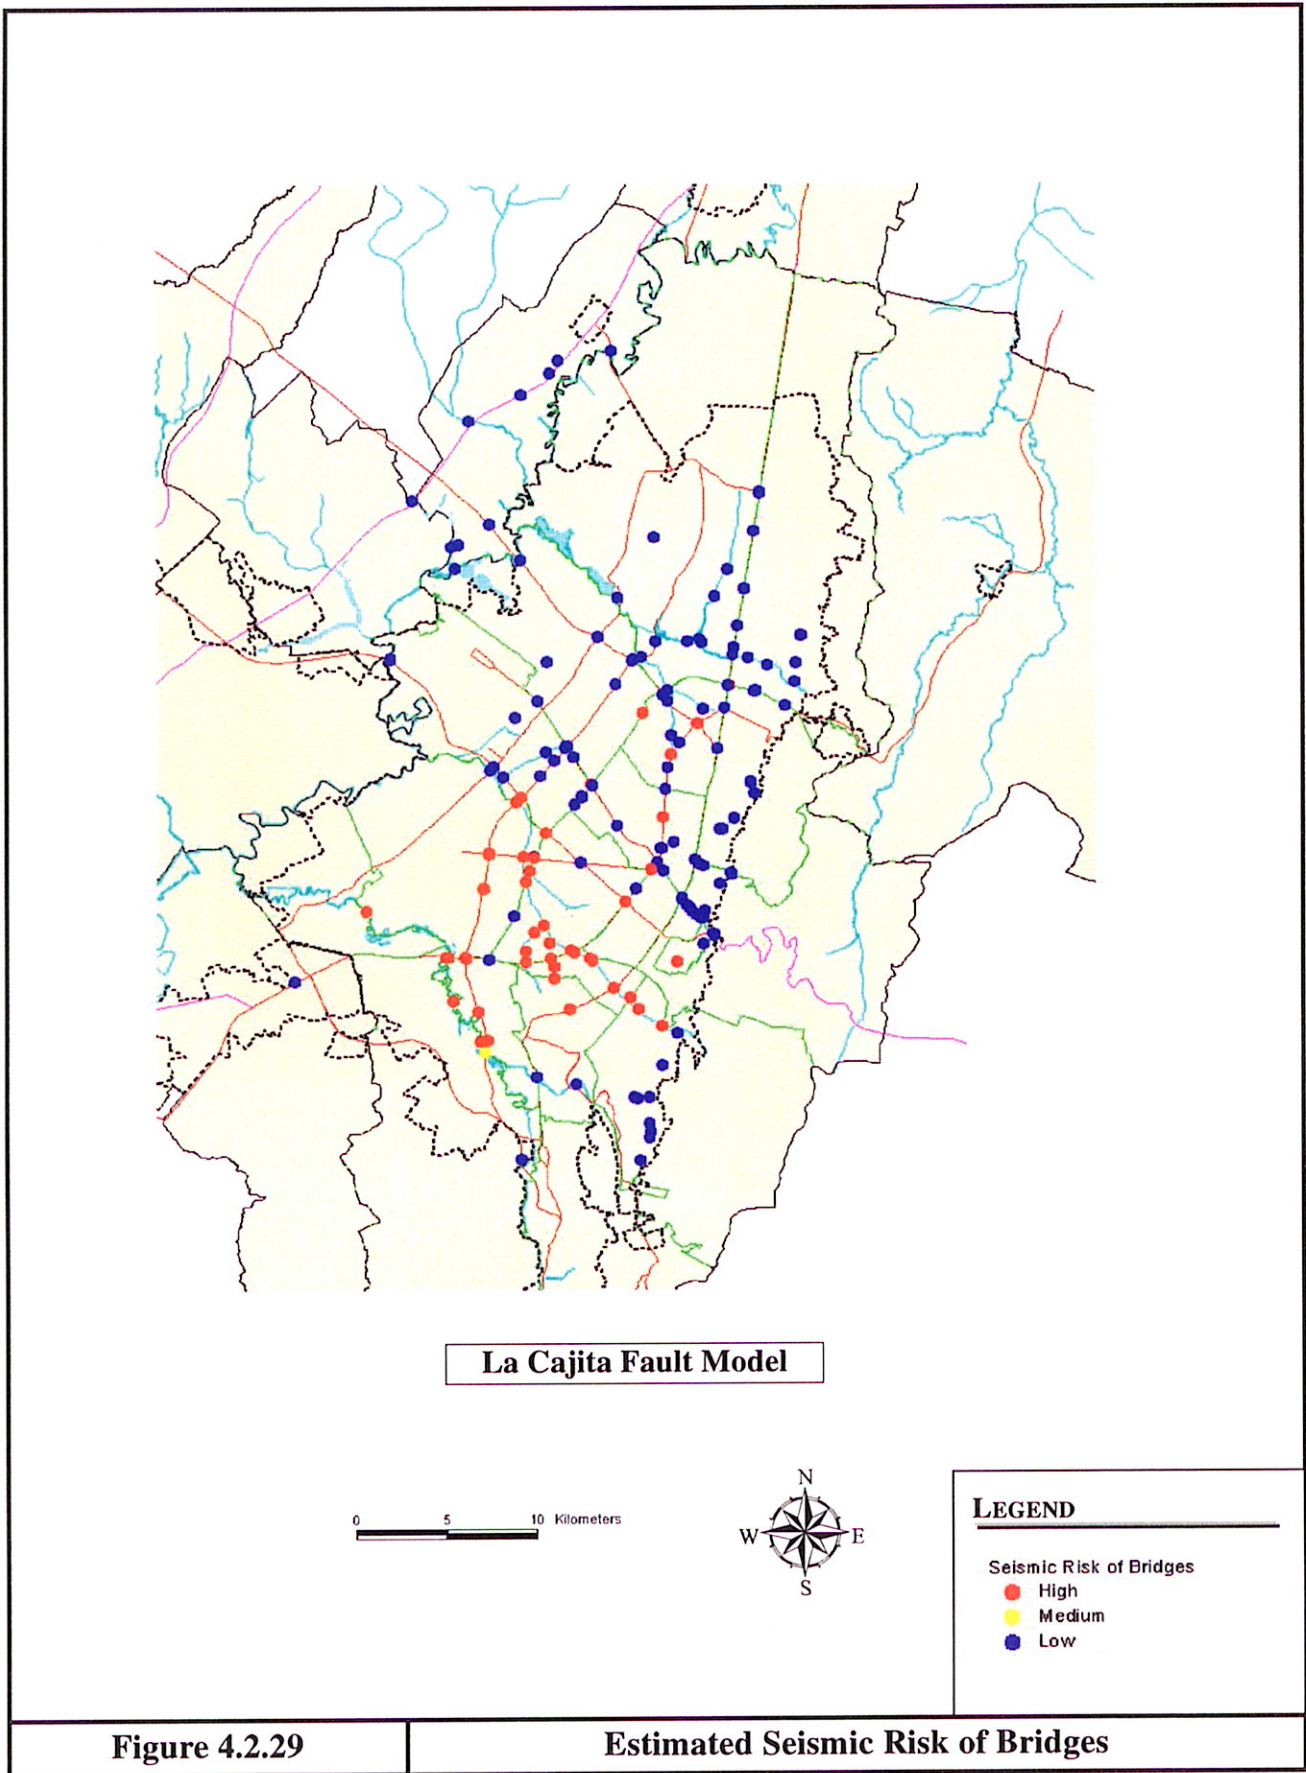 La Cajita Fault Model
0 5 10 Kilometers
N
W E
S
LEGEND
Seismic Risk of Bridges
High
Medium
Low
Figure 4.2.29
Estimated Seismic Risk of Bridges